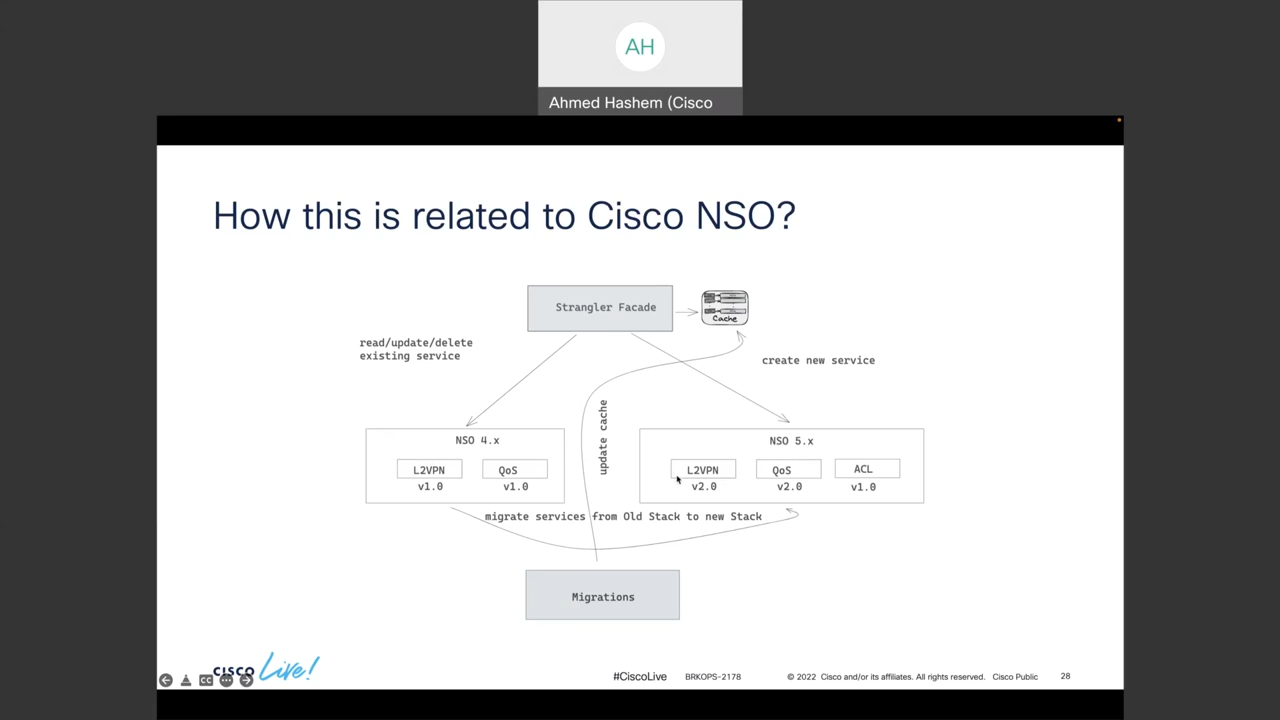 AH
Ahmed Hashem (Cisco
How this is related to Cisco NSO?
Strangler Facade
Cache
read/update/delete
existing service
create new service
update cache
NSO 4.x
L2VPN
QoS
v1.0
v1.0
NSO 5.x
L2VPN
QoS
ACL
v2.0
v2.0
v1.0
migrate services from Old Stack to new Stack
Migrations
CISCO Live!
CC
#CiscoLive
BRKOPS-2178
© 2022 Cisco and/or its affiliates. All rights reserved. Cisco Public
28